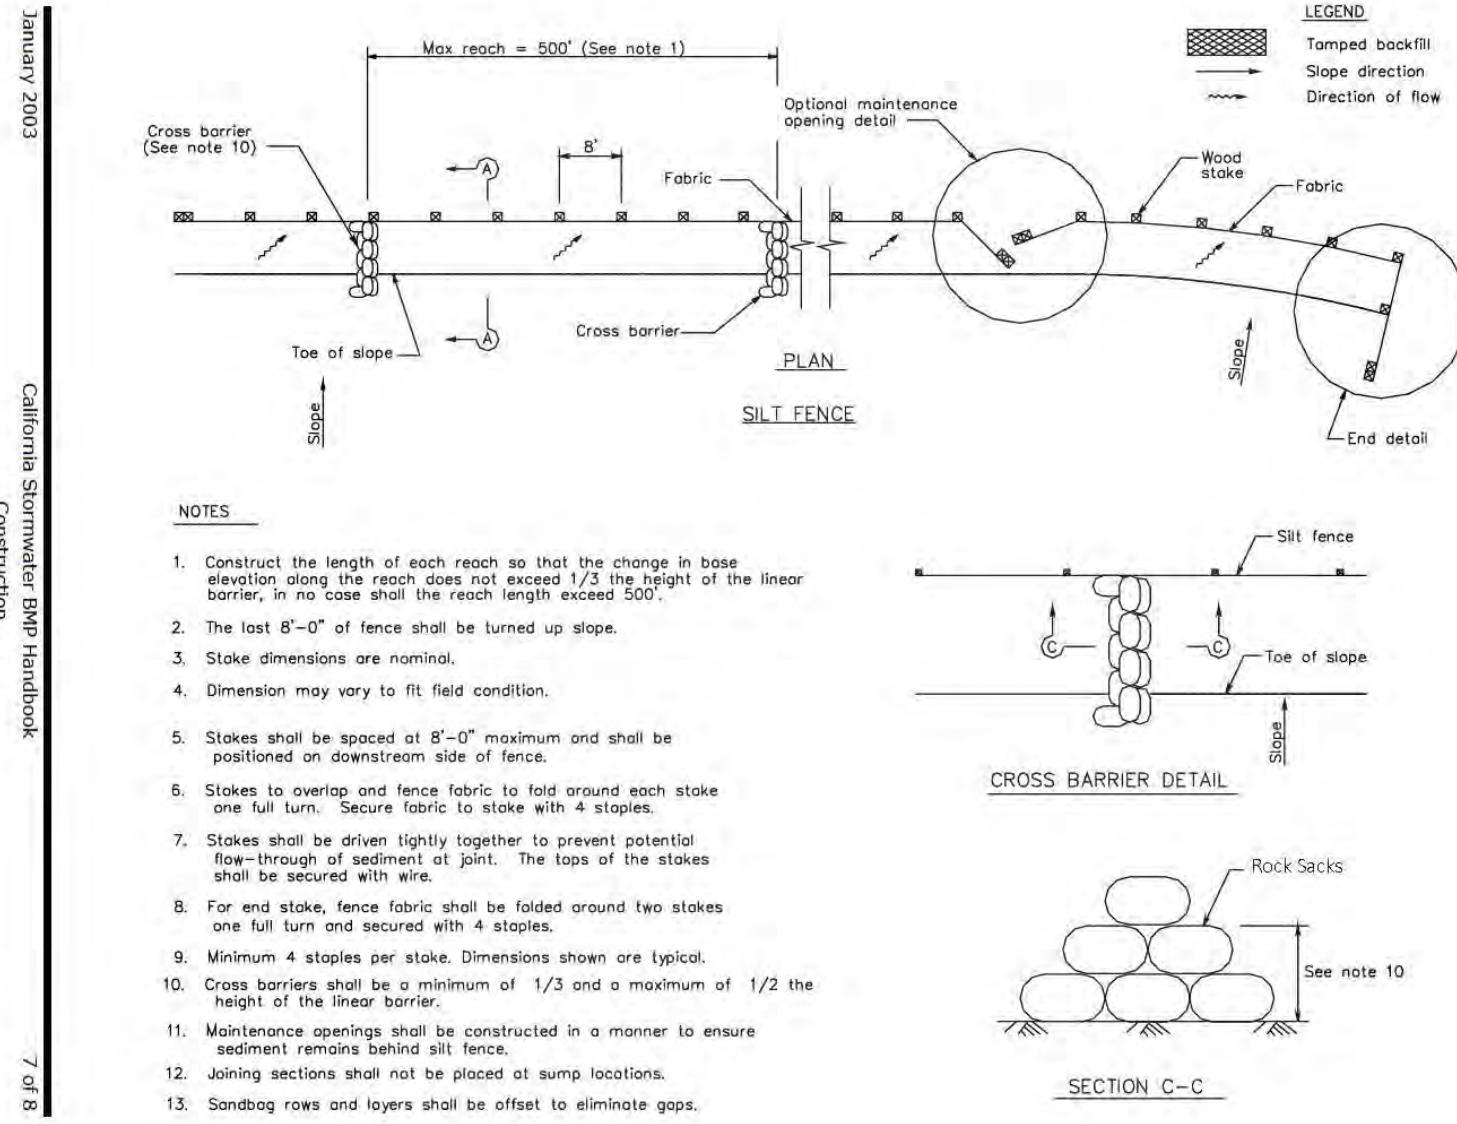 January 2003
California Stormwater BMP Handbook
Construction
7 of 8
LEGEND
Tamped backfill
Slope direction
Direction of flow
Max reach = 500' (See note 1)
Cross barrier
(See note 10)
A
8'
Fabric
Optional maintenance
opening detail
Wood
stake
Fabric
Toe of slope
A
Cross barrier
Slope
PLAN
SILT FENCE
Slope
End detail
NOTES
1. Construct the length of each reach so that the change in base
elevation along the reach does not exceed 1/3 the height of the linear
barrier, in no case shall the reach length exceed 500'.
2. The last 8'-0" of fence shall be turned up slope.
3. Stake dimensions are nominal.
4. Dimension may vary to fit field condition.
5. Stakes shall be spaced at 8'-0" maximum and shall be
positioned on downstream side of fence.
6. Stakes to overlap and fence fabric to fold around each stake
one full turn. Secure fabric to stake with 4 staples.
7. Stakes shall be driven tightly together to prevent potential
flow-through of sediment at joint. The tops of the stakes
shall be secured with wire.
8. For end stake, fence fabric shall be folded around two stakes
one full turn and secured with 4 staples.
9. Minimum 4 staples per stake. Dimensions shown are typical.
10. Cross barriers shall be a minimum of 1/3 and a maximum of 1/2 the
height of the linear barrier.
11. Maintenance openings shall be constructed in a manner to ensure
sediment remains behind silt fence.
12. Joining sections shall not be placed at sump locations.
13. Sandbag rows and layers shall be offset to eliminate gaps.
Silt fence
C
C
Toe of slope
Slope
CROSS BARRIER DETAIL
Rock Sacks
See note 10
SECTION C-C